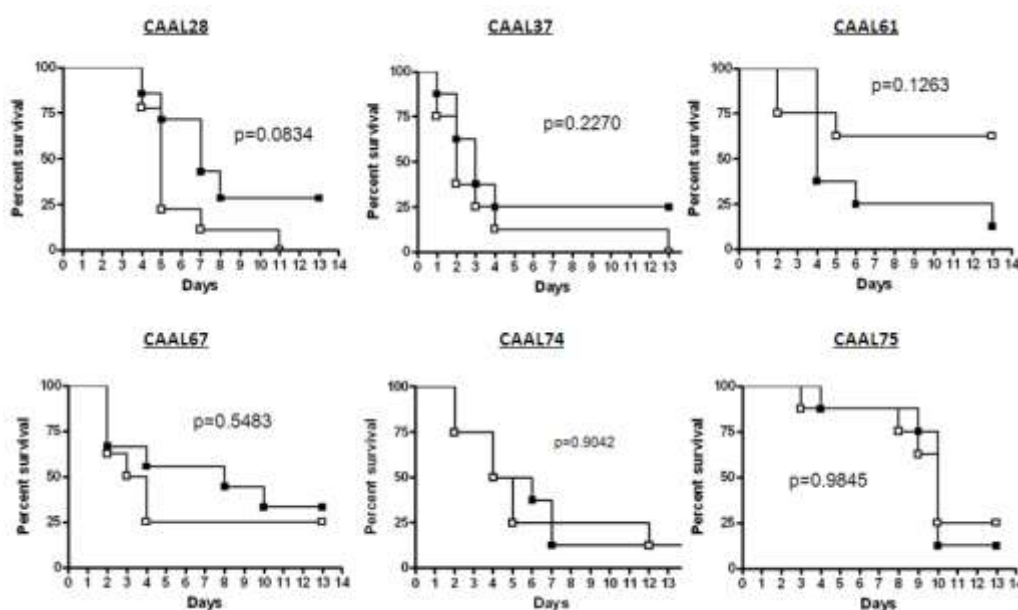 CAAL28
CAAL37
CAAL61
100
75
50
25
0
Percent survival
p=0.0834
0 1 2 3 4 5 6 7 8 9 10 11 12 13 14
Days
100
75
50
25
0
Percent survival
p=0.2270
0 1 2 3 4 5 6 7 8 9 10 11 12 13
Days
100
75
50
25
0
Percent survival
p=0.1263
0 1 2 3 4 5 6 7 8 9 10 11 12 13 14
Days
CAAL67
CAAL74
CAAL75
100
75
50
25
0
Percent survival
p=0.5483
0 1 2 3 4 5 6 7 8 9 10 11 12 13 14
Days
100
75
50
25
0
Percent survival
p=0.9042
0 1 2 3 4 5 6 7 8 9 10 11 12 13
Days
100
75
50
25
0
Percent survival
p=0.9845
0 1 2 3 4 5 6 7 8 9 10 11 12 13 14
Days